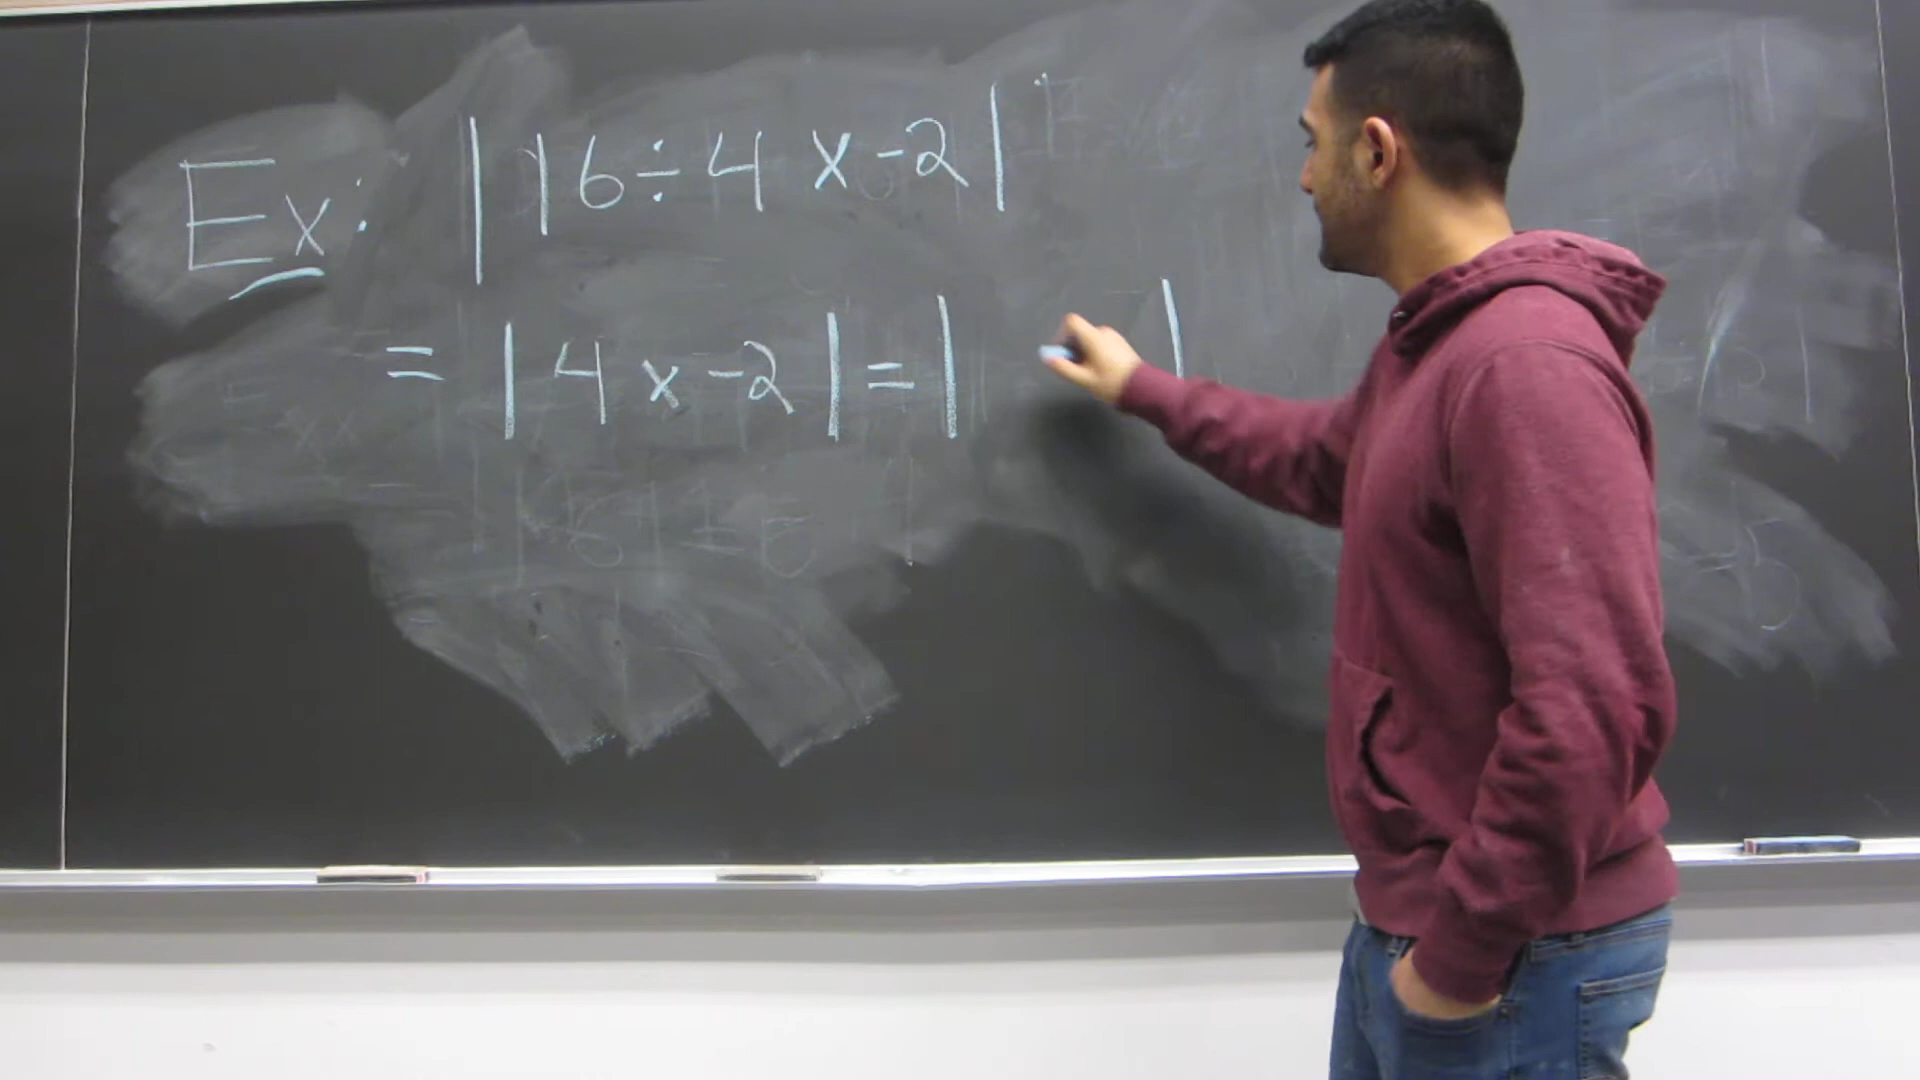 Ex: |16÷4 x -2|
= |4 x -2| = | |